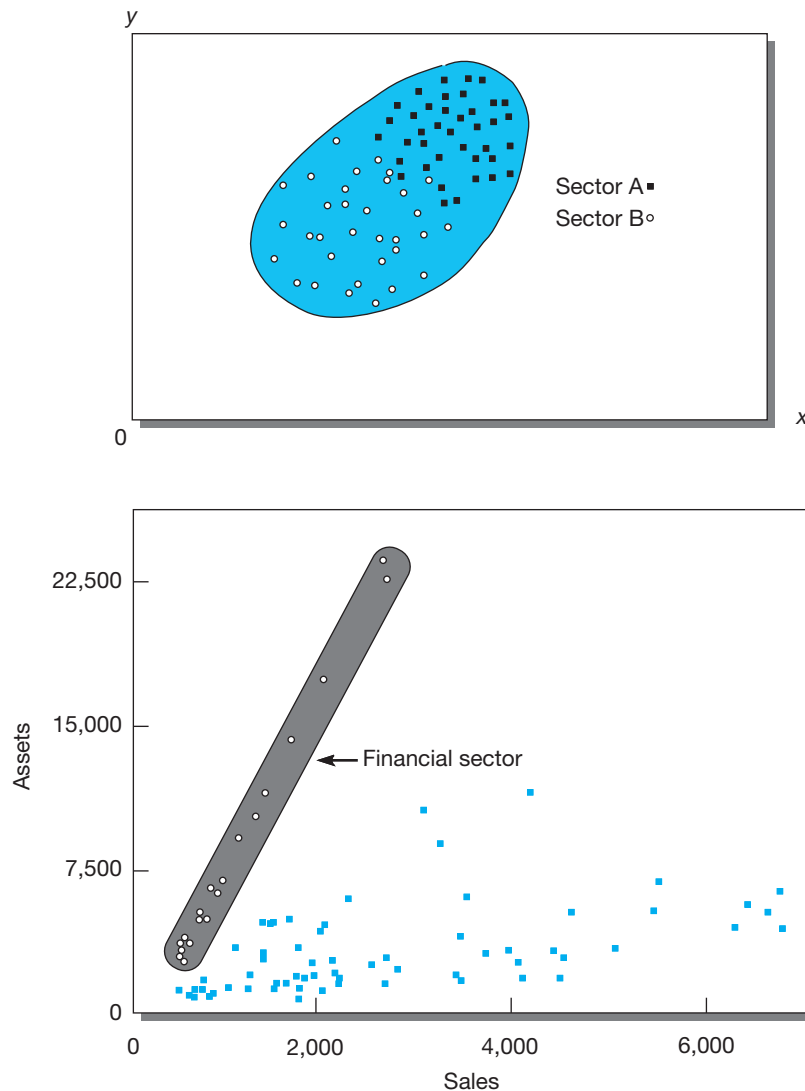 y
Sector A
Sector B
0
x
22,500
15,000
Assets
Financial sector
7,500
0
0
2,000
4,000
6,000
Sales